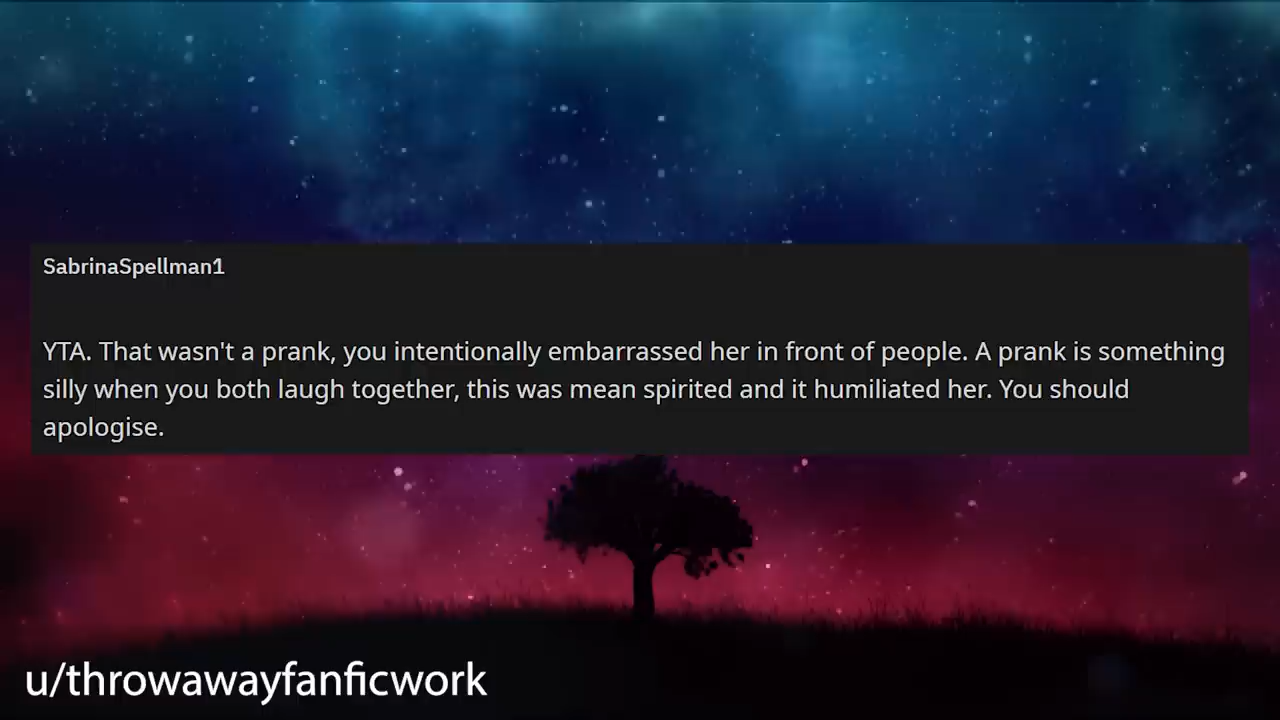 SabrinaSpellman1
YTA. That wasn't a prank, you intentionally embarrassed her in front of people. A prank is something
silly when you both laugh together, this was mean spirited and it humiliated her. You should
apologise.
u/throwawayfanficwork